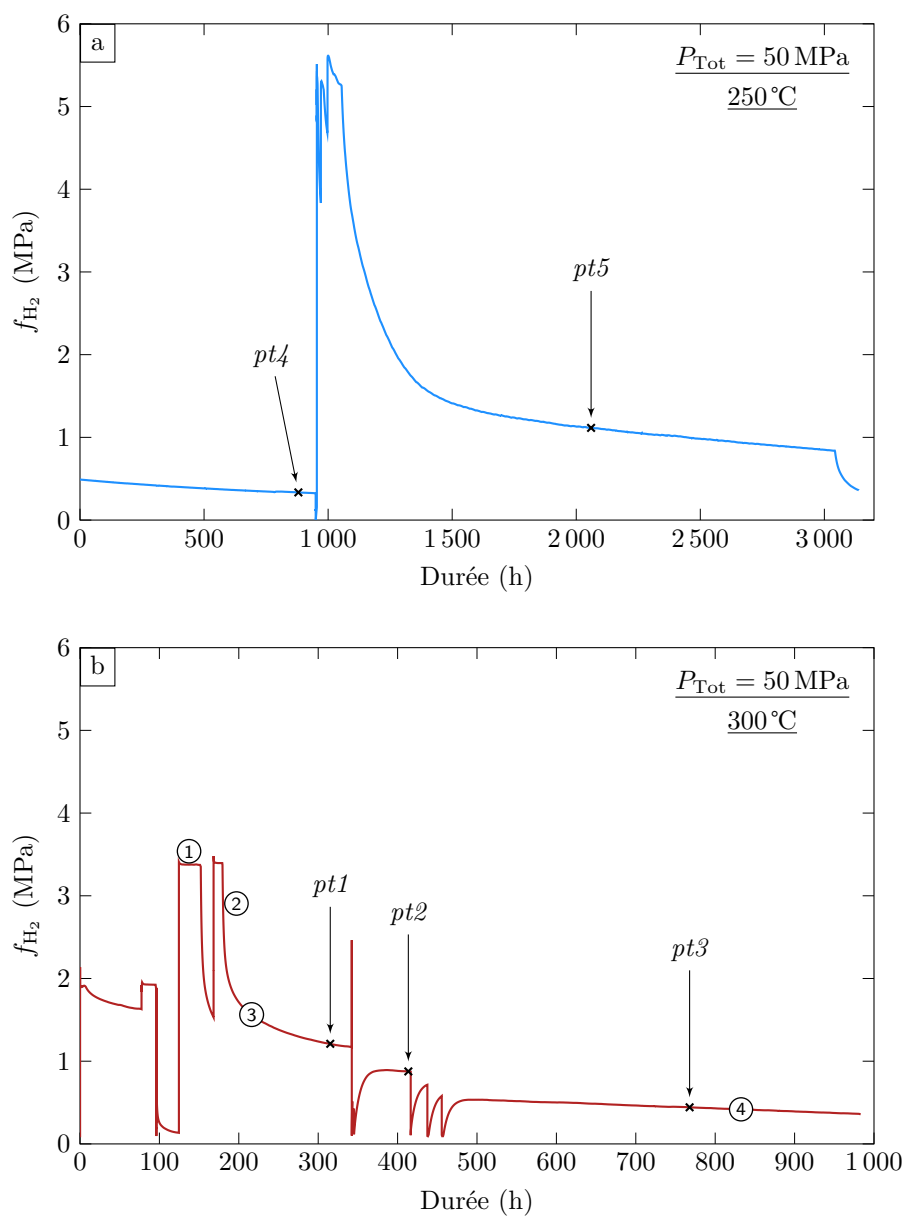 a
P_Tot = 50 MPa
250 °C
6
5
4
3
2
1
0
f_H₂ (MPa)
pt4
pt5
0 500 1 000 1 500 2 000 2 500 3 000
Durée (h)
b
P_Tot = 50 MPa
300 °C
6
5
4
3
2
1
0
f_H₂ (MPa)
1
2
3
4
pt1
pt2
pt3
0 100 200 300 400 500 600 700 800 900 1 000
Durée (h)